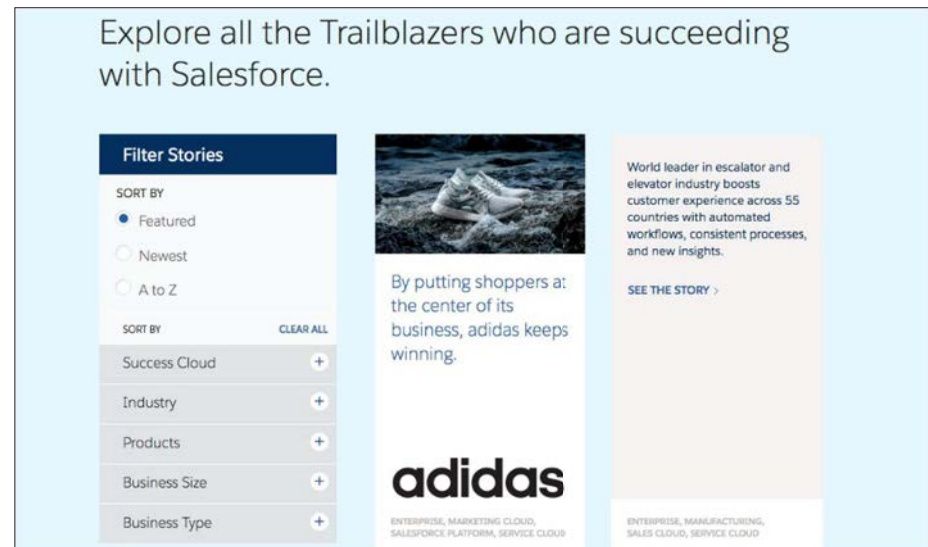 Explore all the Trailblazers who are succeeding
with Salesforce.
Filter Stories
SORT BY
Featured
Newest
A to Z
SORT BY CLEAR ALL
Success Cloud +
Industry +
Products +
Business Size +
Business Type +
By putting shoppers at
the center of its
business, adidas keeps
winning.
adidas
ENTERPRISE, MARKETING CLOUD,
SALESFORCE PLATFORM, SERVICE CLOUD
World leader in escalator and
elevator industry boosts
customer experience across 55
countries with automated
workflows, consistent processes,
and new insights.
SEE THE STORY >
ENTERPRISE, MANUFACTURING,
SALES CLOUD, SERVICE CLOUD